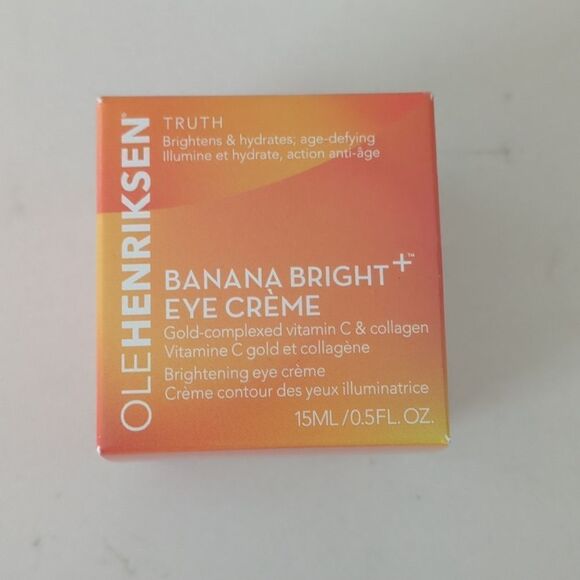 OLEHENRIKSEN®
TRUTH
Brightens & hydrates; age-defying
Illumine et hydrate, action anti-âge
BANANA BRIGHT+™
EYE CRÈME
Gold-complexed vitamin C & collagen
Vitamine C gold et collagène
Brightening eye crème
Crème contour des yeux illuminatrice
15ML/0.5FL. OZ.